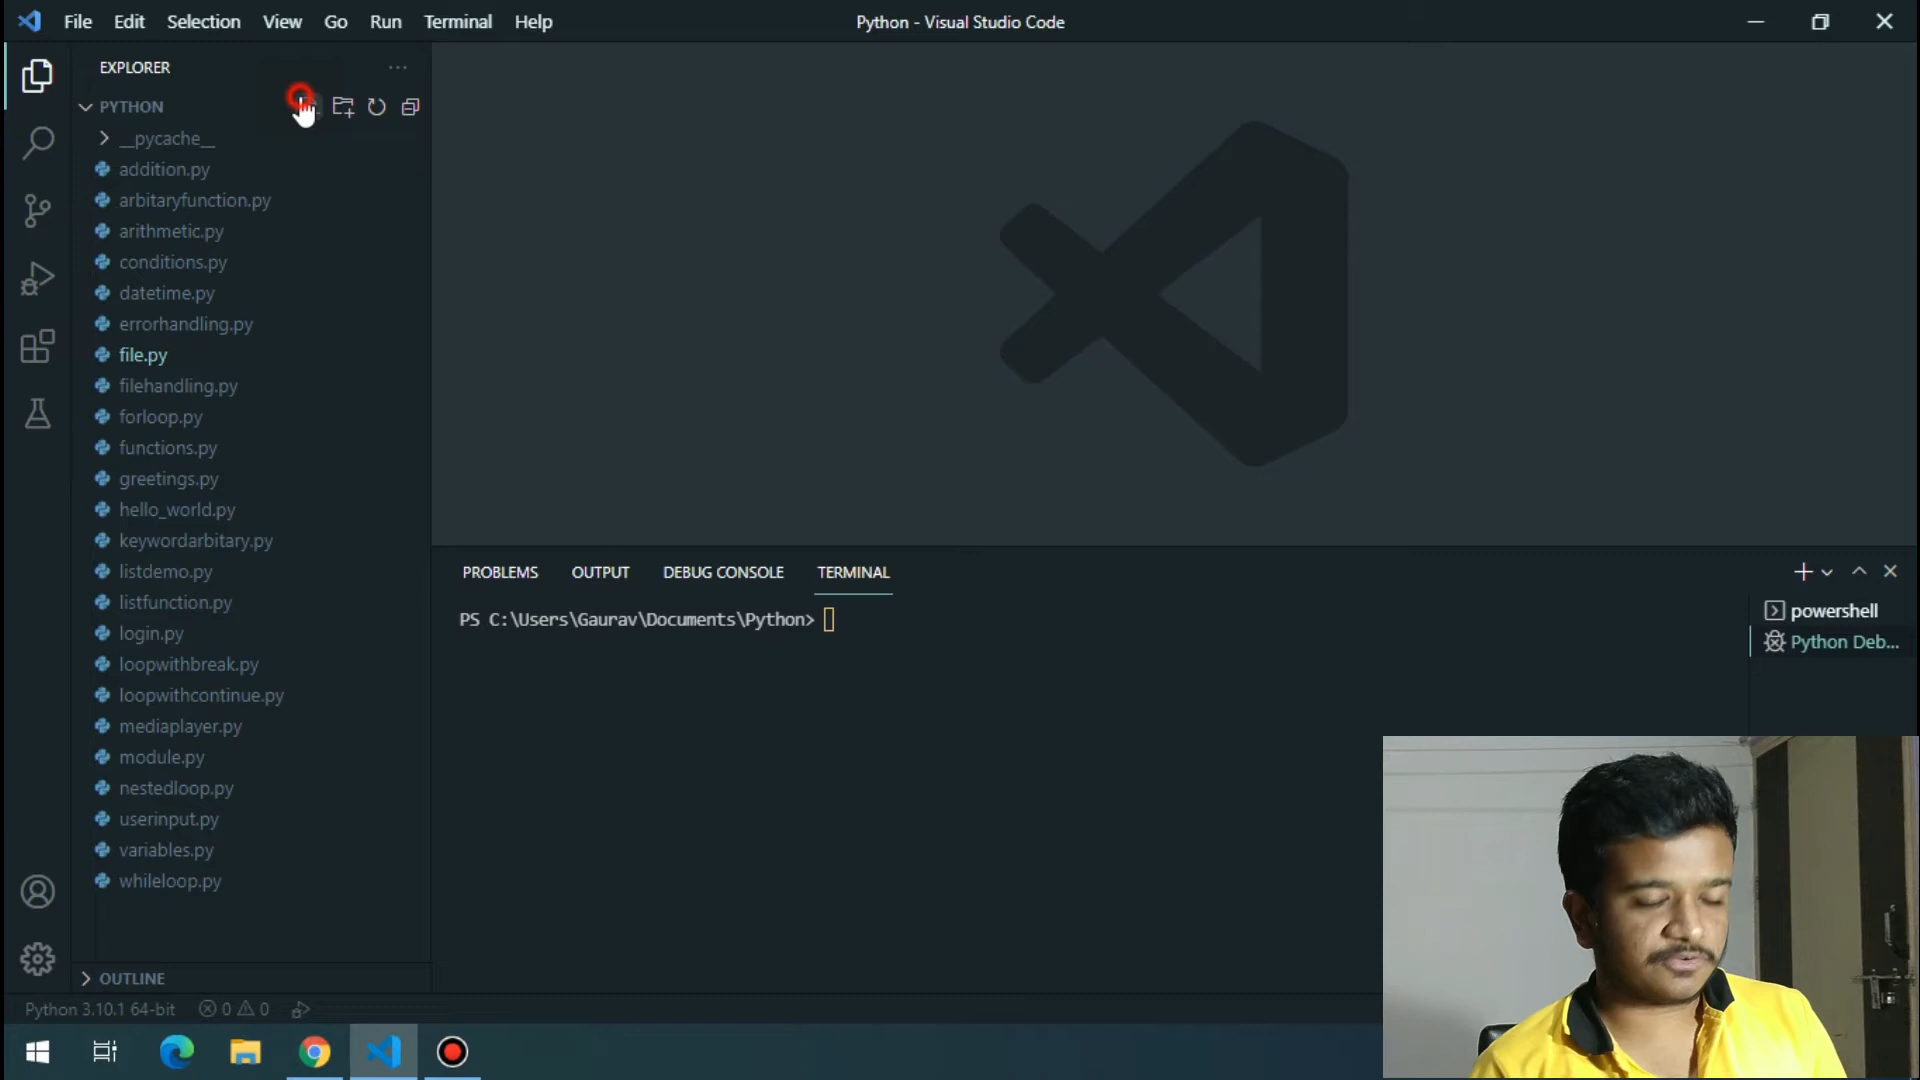 File Edit Selection View Go Run Terminal Help
Python - Visual Studio Code
EXPLORER
PYTHON
__pycache__
addition.py
arbitaryfunction.py
arithmetic.py
conditions.py
datetime.py
errorhandling.py
file.py
filehandling.py
forloop.py
functions.py
greetings.py
hello_world.py
keywordarbitary.py
listdemo.py
listfunction.py
login.py
loopwithbreak.py
loopwithcontinue.py
mediaplayer.py
module.py
nestedloop.py
userinput.py
variables.py
whileloop.py
OUTLINE
PROBLEMS OUTPUT DEBUG CONSOLE TERMINAL
PS C:\Users\Gaurav\Documents\Python>
powershell
Python Deb...
Python 3.10.1 64-bit 0 0